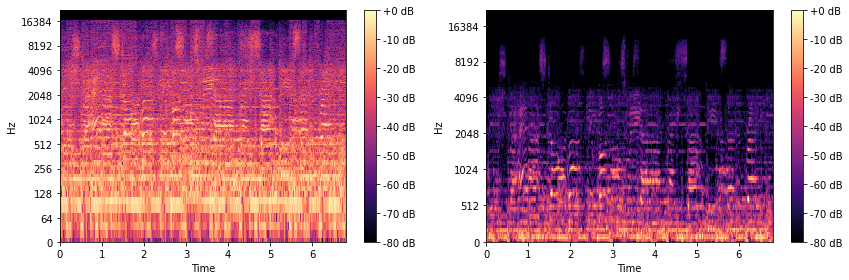 16384
8192
4096
2048
1024
512
256
128
64
0
Hz
0 1 2 3 4 5 6
Time
+0 dB
-10 dB
-20 dB
-30 dB
-40 dB
-50 dB
-60 dB
-70 dB
-80 dB
16384
8192
4096
2048
1024
512
0
Hz
0 1 2 3 4 5 6
Time
+0 dB
-10 dB
-20 dB
-30 dB
-40 dB
-50 dB
-60 dB
-70 dB
-80 dB